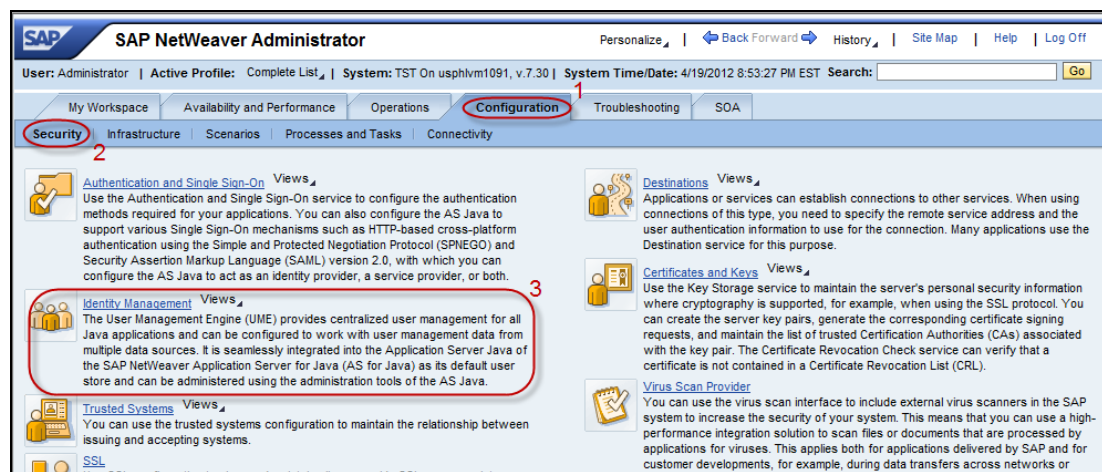 SAP
SAP NetWeaver Administrator
Personalize | Back Forward History | Site Map | Help | Log Off
User: Administrator | Active Profile: Complete List | System: TST On usphlvm1091, v.7.30 | System Time/Date: 4/19/2012 8:53:27 PM EST Search: Go
My Workspace Availability and Performance Operations Configuration Troubleshooting SOA
1
Security | Infrastructure | Scenarios | Processes and Tasks | Connectivity
2
Authentication and Single Sign-On Views
Use the Authentication and Single Sign-On service to configure the authentication
methods required for your applications. You can also configure the AS Java to
support various Single Sign-On mechanisms such as HTTP-based cross-platform
authentication using the Simple and Protected Negotiation Protocol (SPNEGO) and
Security Assertion Markup Language (SAML) version 2.0, with which you can
configure the AS Java to act as an identity provider, a service provider, or both.
3
Identity Management Views
The User Management Engine (UME) provides centralized user management for all
Java applications and can be configured to work with user management data from
multiple data sources. It is seamlessly integrated into the Application Server Java of
the SAP NetWeaver Application Server for Java (AS for Java) as its default user
store and can be administered using the administration tools of the AS Java.
Trusted Systems Views
You can use the trusted systems configuration to maintain the relationship between
issuing and accepting systems.
SSL
Destinations Views
Applications or services can establish connections to other services. When using
connections of this type, you need to specify the remote service address and the
user authentication information to use for the connection. Many applications use the
Destination service for this purpose.
Certificates and Keys Views
Use the Key Storage service to maintain the server's personal security information
where cryptography is supported, for example, when using the SSL protocol. You
can create the server key pairs, generate the corresponding certificate signing
requests, and maintain the list of trusted Certification Authorities (CAs) associated
with the key pair. The Certificate Revocation Check service can verify that a
certificate is not contained in a Certificate Revocation List (CRL).
Virus Scan Provider
You can use the virus scan interface to include external virus scanners in the SAP
system to increase the security of your system. This means that you can use a high-
performance integration solution to scan files or documents that are processed by
applications for viruses. This applies both for applications delivered by SAP and for
customer developments, for example, during data transfers across networks or